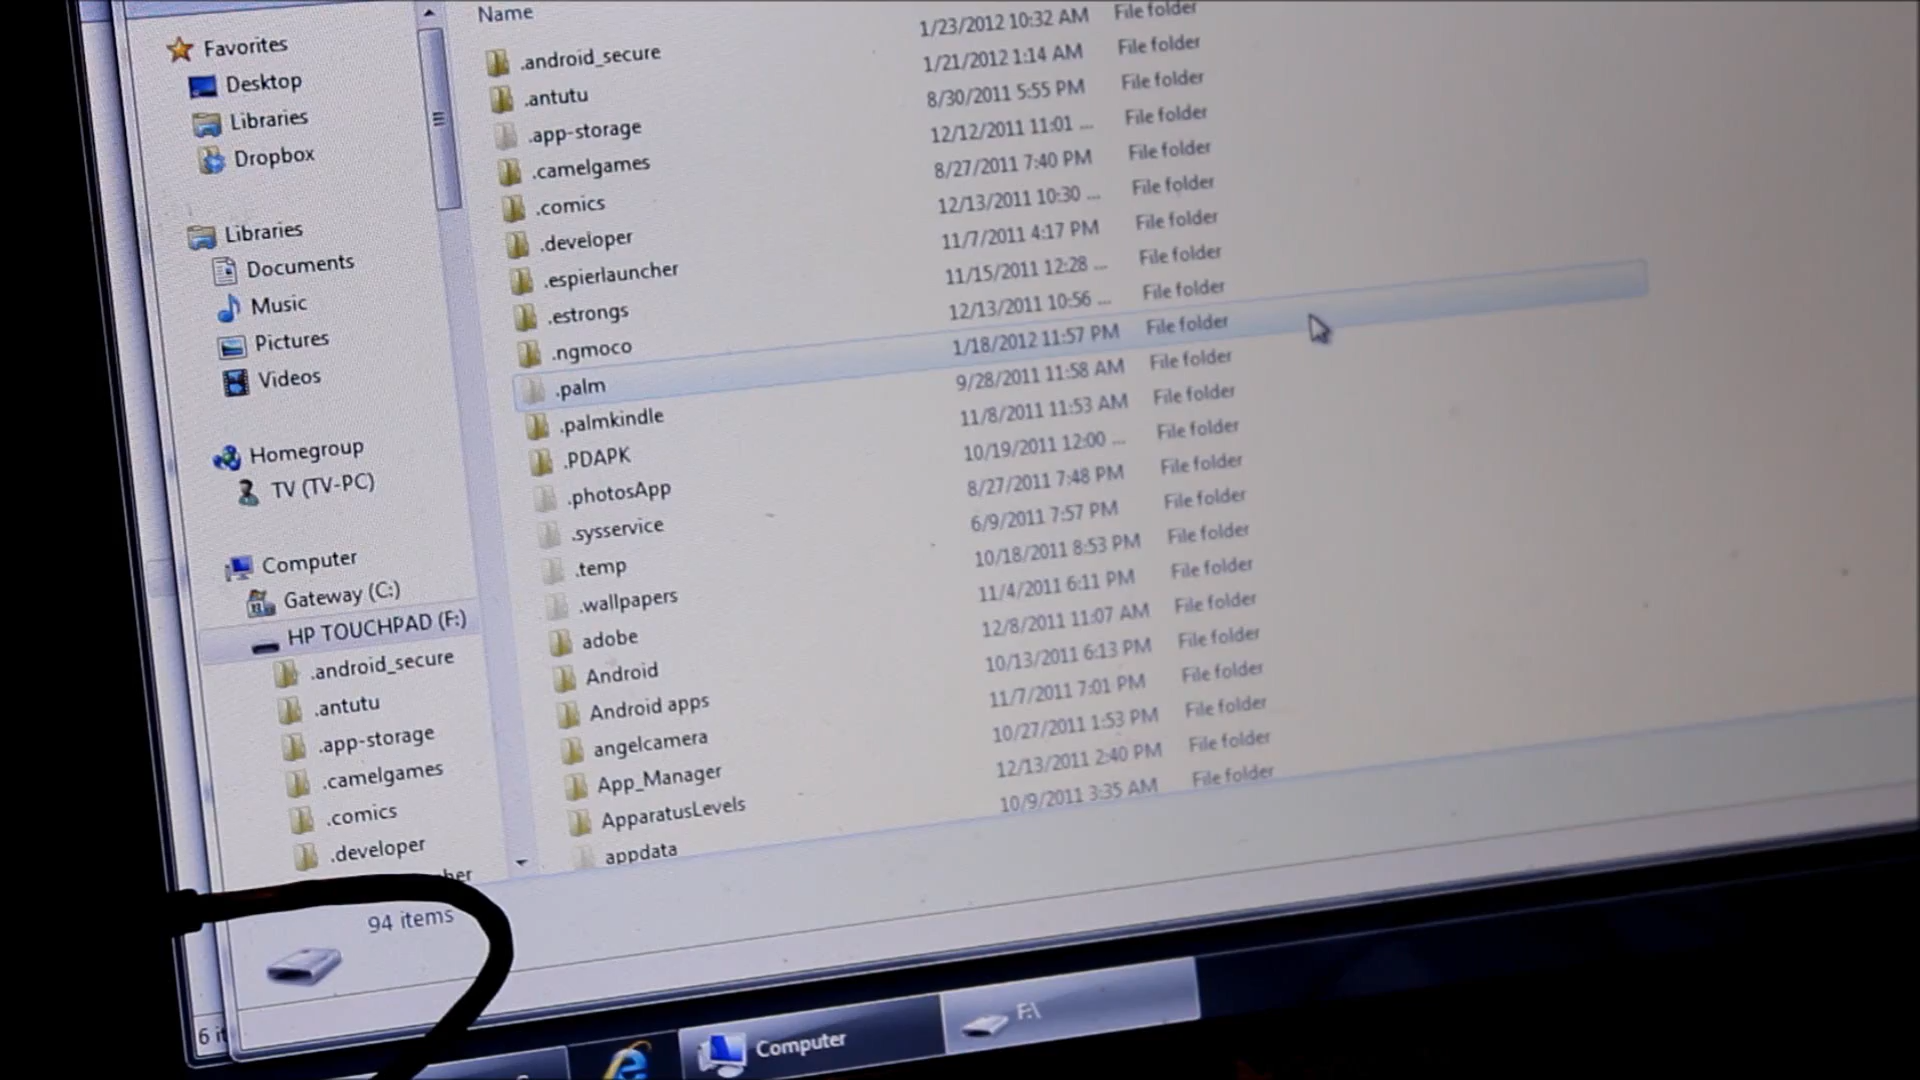 Favorites
Desktop
Libraries
Dropbox
Libraries
Documents
Music
Pictures
Videos
Homegroup
TV (TV-PC)
Computer
Gateway (C:)
HP TOUCHPAD (F:)
.android_secure
.antutu
.app-storage
.camelgames
.comics
.developer
Name
.android_secure 1/23/2012 10:32 AM File folder
.antutu 1/21/2012 1:14 AM File folder
.app-storage 8/30/2011 5:55 PM File folder
.camelgames 12/12/2011 11:01 ... File folder
.comics 8/27/2011 7:40 PM File folder
.developer 12/13/2011 10:30 ... File folder
.espierlauncher 11/7/2011 4:17 PM File folder
.estrongs 11/15/2011 12:28 ... File folder
.ngmoco 12/13/2011 10:56 ... File folder
.palm 1/18/2012 11:57 PM File folder
.palmkindle 9/28/2011 11:58 AM File folder
.PDAPK 11/8/2011 11:53 AM File folder
.photosApp 10/19/2011 12:00 ... File folder
.sysservice 8/27/2011 7:48 PM File folder
.temp 6/9/2011 7:57 PM File folder
.wallpapers 10/18/2011 8:53 PM File folder
adobe 11/4/2011 6:11 PM File folder
Android 12/8/2011 11:07 AM File folder
Android apps 10/13/2011 6:13 PM File folder
angelcamera 11/7/2011 7:01 PM File folder
App_Manager 10/27/2011 1:53 PM File folder
ApparatusLevels 12/13/2011 2:40 PM File folder
appdata 10/9/2011 3:35 AM File folder
94 items
Computer
F:\